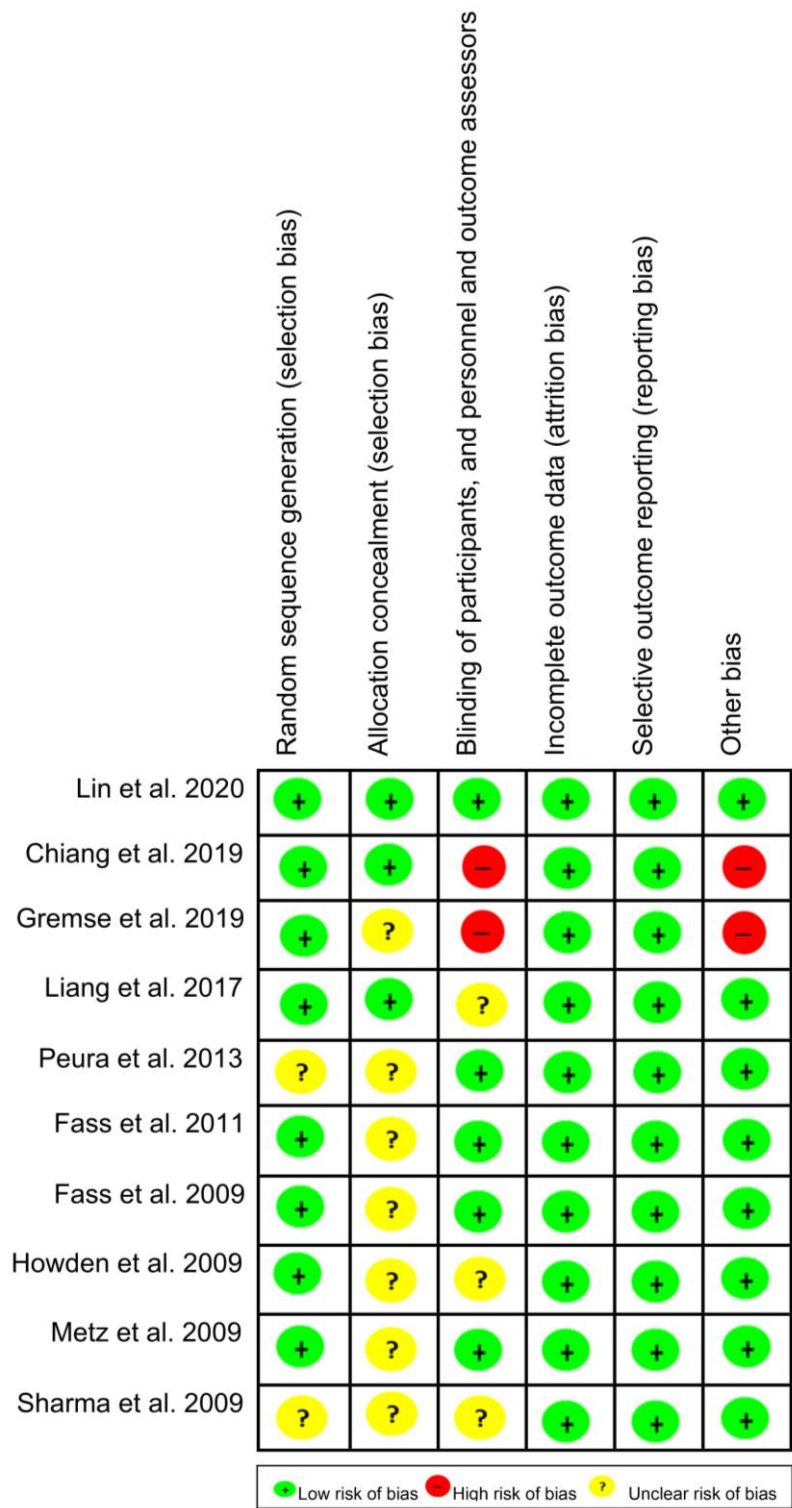 Random sequence generation (selection bias)
Allocation concealment (selection bias)
Blinding of participants, and personnel and outcome assessors
Incomplete outcome data (attrition bias)
Selective outcome reporting (reporting bias)
Other bias
Lin et al. 2020 + + + + + +
Chiang et al. 2019 + + − + + −
Gremse et al. 2019 + ? − + + −
Liang et al. 2017 + + ? + + +
Peura et al. 2013 ? ? + + + +
Fass et al. 2011 + ? + + + +
Fass et al. 2009 + ? + + + +
Howden et al. 2009 + ? ? + + +
Metz et al. 2009 + ? + + + +
Sharma et al. 2009 ? ? ? + + +
+ Low risk of bias − High risk of bias ? Unclear risk of bias